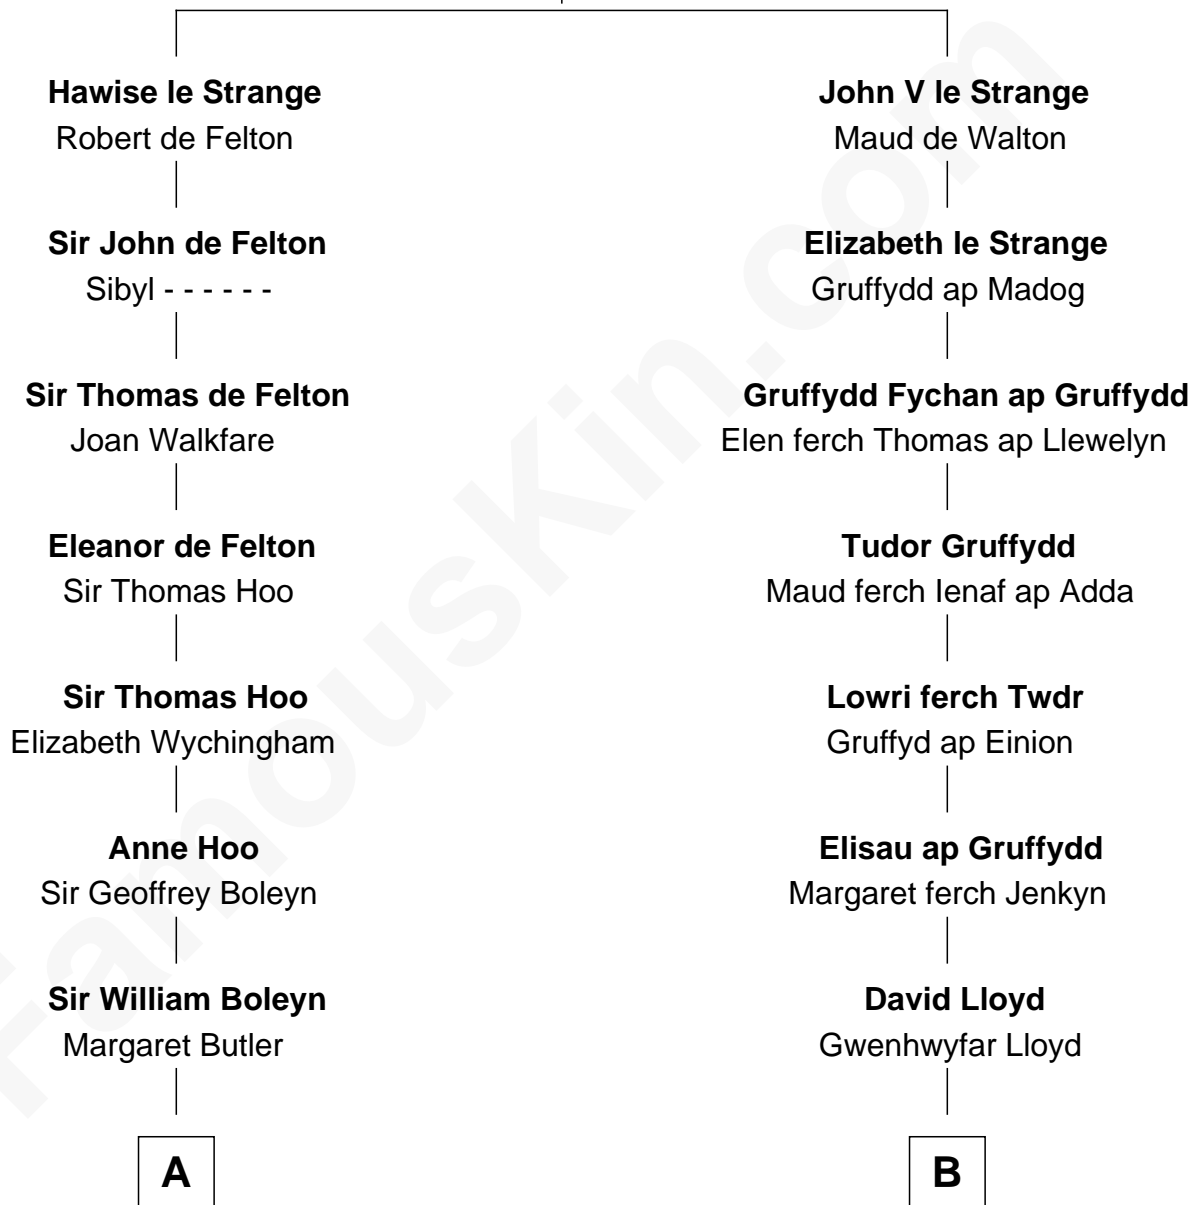 Hawise le Strange
Robert de Felton
Sir John de Felton
Sibyl - - - - - -
Sir Thomas de Felton
Joan Walkfare
Eleanor de Felton
Sir Thomas Hoo
Sir Thomas Hoo
Elizabeth Wychingham
Anne Hoo
Sir Geoffrey Boleyn
Sir William Boleyn
Margaret Butler
A
John V le Strange
Maud de Walton
Elizabeth le Strange
Gruffydd ap Madog
Gruffydd Fychan ap Gruffydd
Elen ferch Thomas ap Llewelyn
Tudor Gruffydd
Maud ferch Ienaf ap Adda
Lowri ferch Twdr
Gruffyd ap Einion
Elisau ap Gruffydd
Margaret ferch Jenkyn
David Lloyd
Gwenhwyfar Lloyd
B
FamousKin.com